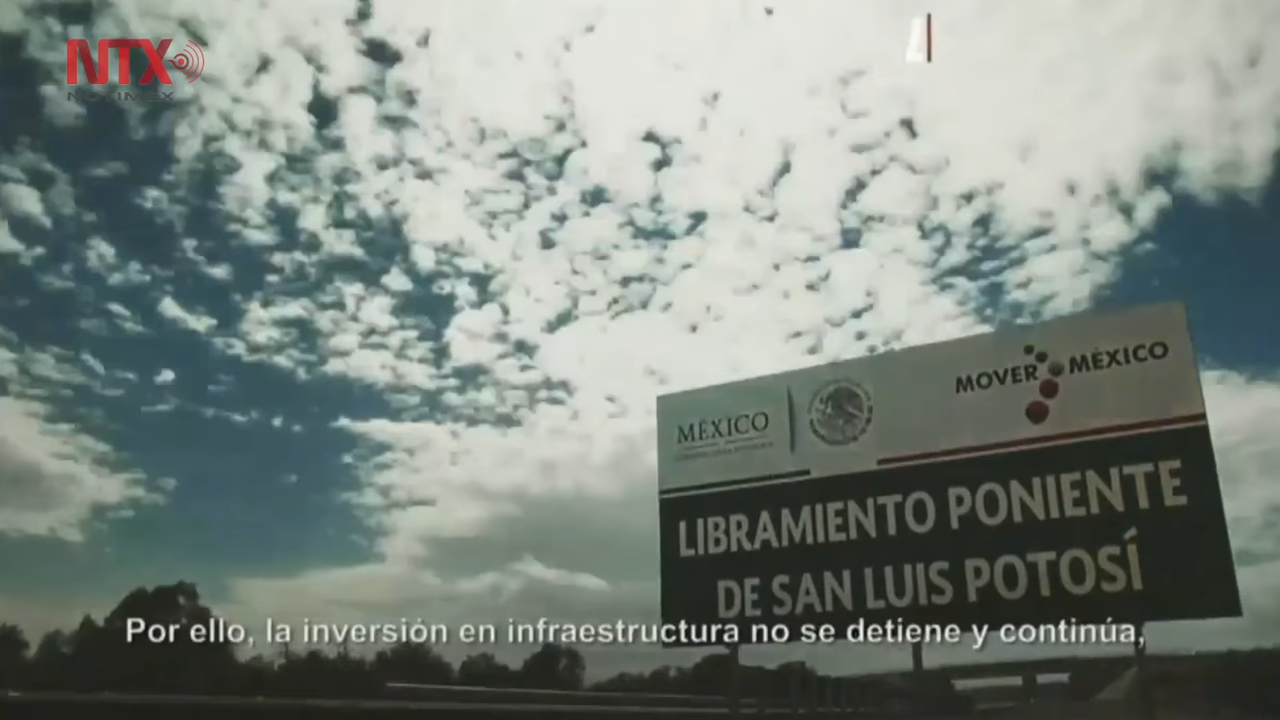 NTX
NOTIMEX
MÉXICO
MOVER MÉXICO
LIBRAMIENTO PONIENTE
DE SAN LUIS POTOSÍ
Por ello, la inversión en infraestructura no se detiene y continúa,